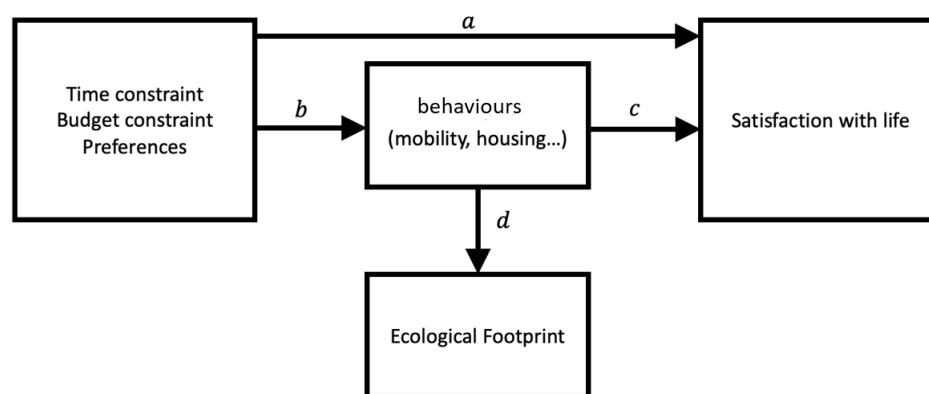 a
Time constraint
Budget constraint
Preferences
b
behaviours
(mobility, housing...)
c
Satisfaction with life
d
Ecological Footprint